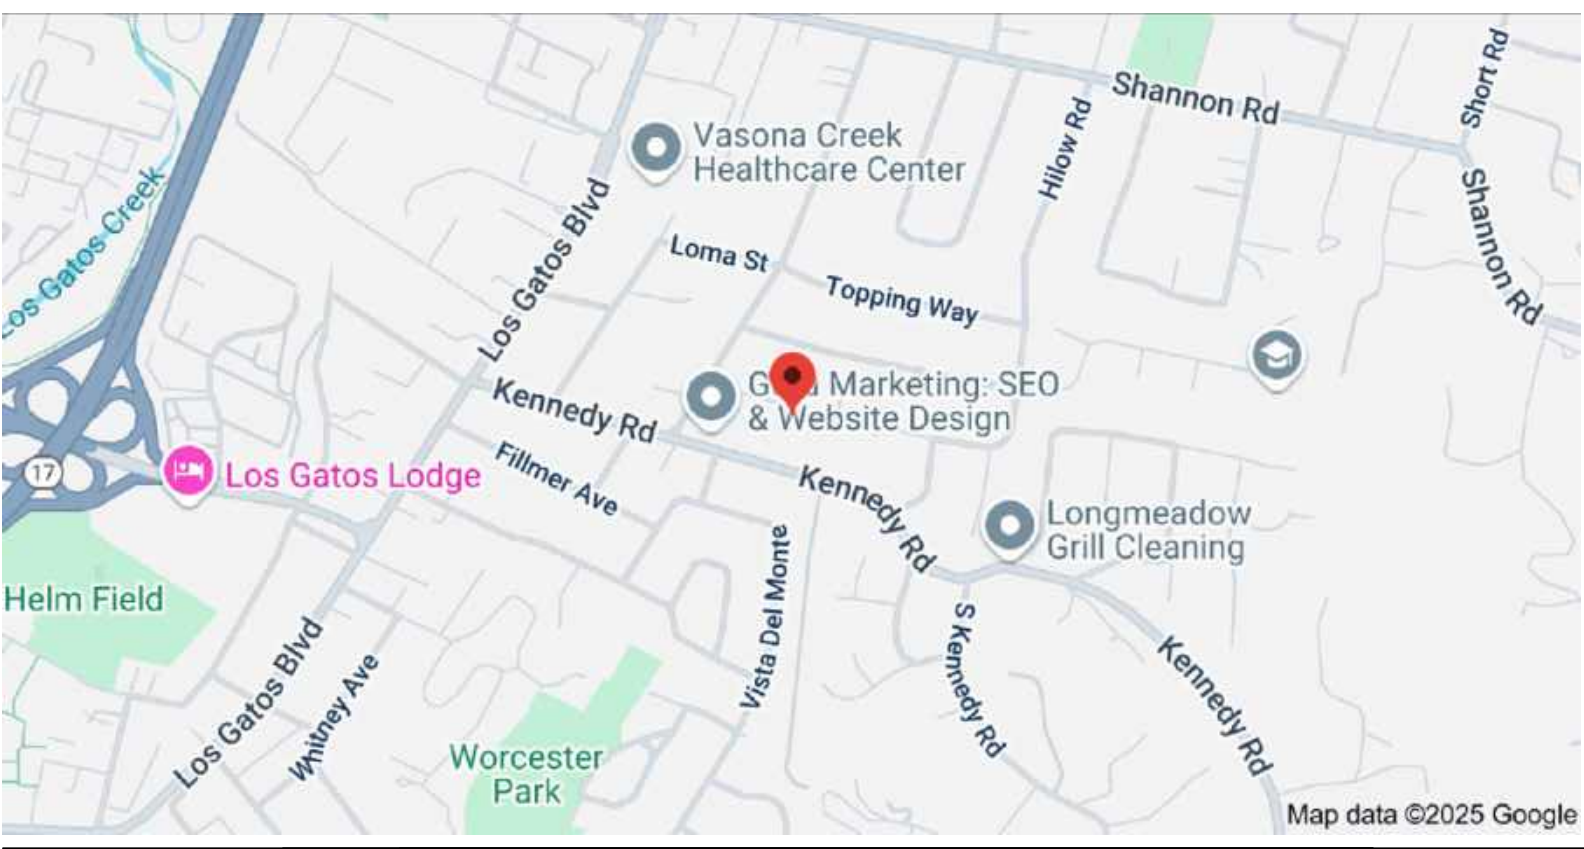 Short Rd
Shannon Rd
Vasona Creek
Healthcare Center
Hilow Rd
Los Gatos Creek
Los Gatos Blvd
Shannon Rd
Loma St
Topping Way
Marketing: SEO
& Website Design
Kennedy Rd
17
Los Gatos Lodge
Fillmer Ave
Kennedy Rd
Longmeadow
Grill Cleaning
Helm Field
Vista Del Monte
S Kennedy Rd
Los Gatos Blvd
Whitney Ave
Kennedy Rd
Worcester
Park
Map data ©2025 Google